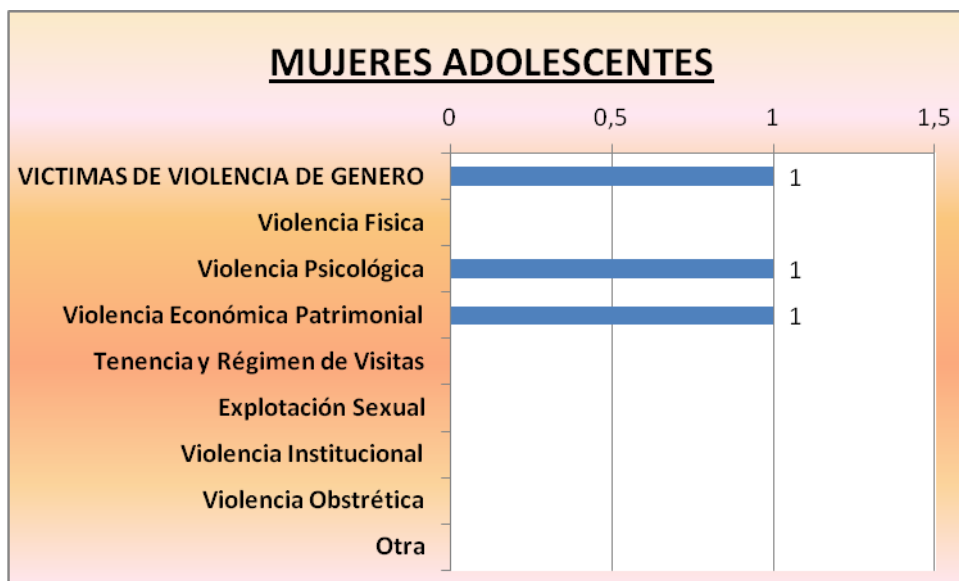 MUJERES ADOLESCENTES
0 0,5 1 1,5
VICTIMAS DE VIOLENCIA DE GENERO 1
Violencia Fisica
Violencia Psicológica 1
Violencia Económica Patrimonial 1
Tenencia y Régimen de Visitas
Explotación Sexual
Violencia Institucional
Violencia Obstrética
Otra